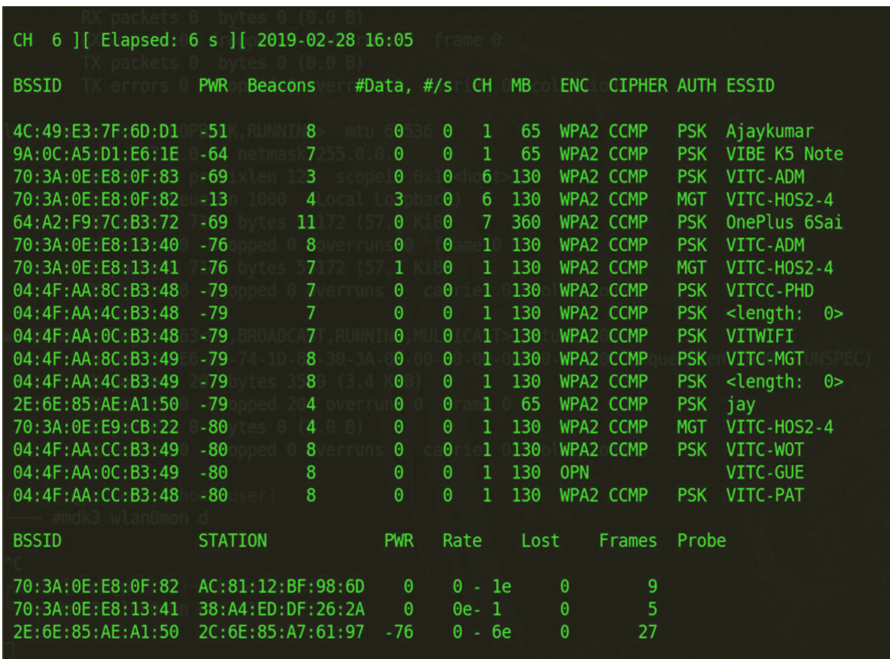 CH 6 ][ Elapsed: 6 s ][ 2019-02-28 16:05
BSSID PWR Beacons #Data, #/s CH MB ENC CIPHER AUTH ESSID
4C:49:E3:7F:6D:D1 -51 8 0 0 1 65 WPA2 CCMP PSK Ajaykumar
9A:0C:A5:D1:E6:1E -64 7 0 0 1 65 WPA2 CCMP PSK VIBE K5 Note
70:3A:0E:E8:0F:83 -69 3 0 0 6 130 WPA2 CCMP PSK VITC-ADM
70:3A:0E:E8:0F:82 -13 4 3 0 6 130 WPA2 CCMP MGT VITC-HOS2-4
64:A2:F9:7C:B3:72 -69 11 0 0 7 360 WPA2 CCMP PSK OnePlus 6Sai
70:3A:0E:E8:13:40 -76 8 0 0 1 130 WPA2 CCMP PSK VITC-ADM
70:3A:0E:E8:13:41 -76 7 1 0 1 130 WPA2 CCMP MGT VITC-HOS2-4
04:4F:AA:8C:B3:48 -79 7 0 0 1 130 WPA2 CCMP PSK VITCC-PHD
04:4F:AA:4C:B3:48 -79 7 0 0 1 130 WPA2 CCMP PSK <length: 0>
04:4F:AA:0C:B3:48 -79 7 0 0 1 130 WPA2 CCMP PSK VITWIFI
04:4F:AA:8C:B3:49 -79 8 0 0 1 130 WPA2 CCMP PSK VITC-MGT
04:4F:AA:4C:B3:49 -79 8 0 0 1 130 WPA2 CCMP PSK <length: 0>
2E:6E:85:AE:A1:50 -79 4 0 0 1 65 WPA2 CCMP PSK jay
70:3A:0E:E9:CB:22 -80 4 0 0 1 130 WPA2 CCMP MGT VITC-HOS2-4
04:4F:AA:CC:B3:49 -80 8 0 0 1 130 WPA2 CCMP PSK VITC-WOT
04:4F:AA:0C:B3:49 -80 8 0 0 1 130 OPN VITC-GUE
04:4F:AA:CC:B3:48 -80 8 0 0 1 130 WPA2 CCMP PSK VITC-PAT
#mdk3 wlan0mon d
BSSID STATION PWR Rate Lost Frames Probe
70:3A:0E:E8:0F:82 AC:81:12:BF:98:6D 0 0 - 1e 0 9
70:3A:0E:E8:13:41 38:A4:ED:DF:26:2A 0 0e- 1 0 5
2E:6E:85:AE:A1:50 2C:6E:85:A7:61:97 -76 0 - 6e 0 27